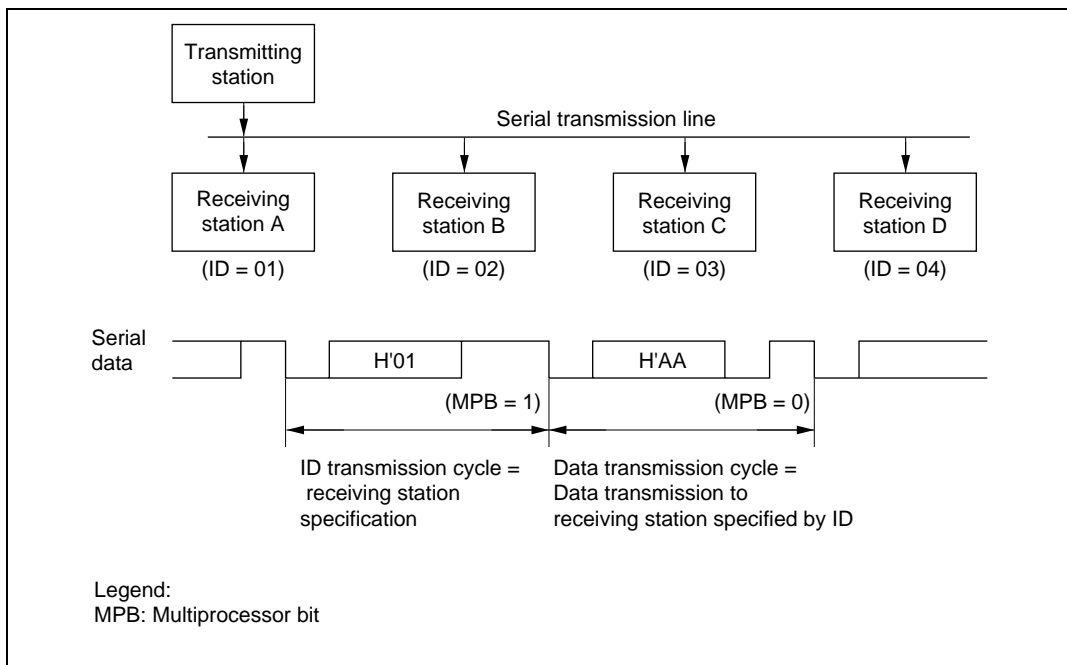 Transmitting
station
Serial transmission line
Receiving
station A
Receiving
station B
Receiving
station C
Receiving
station D
(ID = 01)
(ID = 02)
(ID = 03)
(ID = 04)
Serial
data
H'01
H'AA
(MPB = 1)
(MPB = 0)
ID transmission cycle =
receiving station
specification
Data transmission cycle =
Data transmission to
receiving station specified by ID
Legend:
MPB: Multiprocessor bit